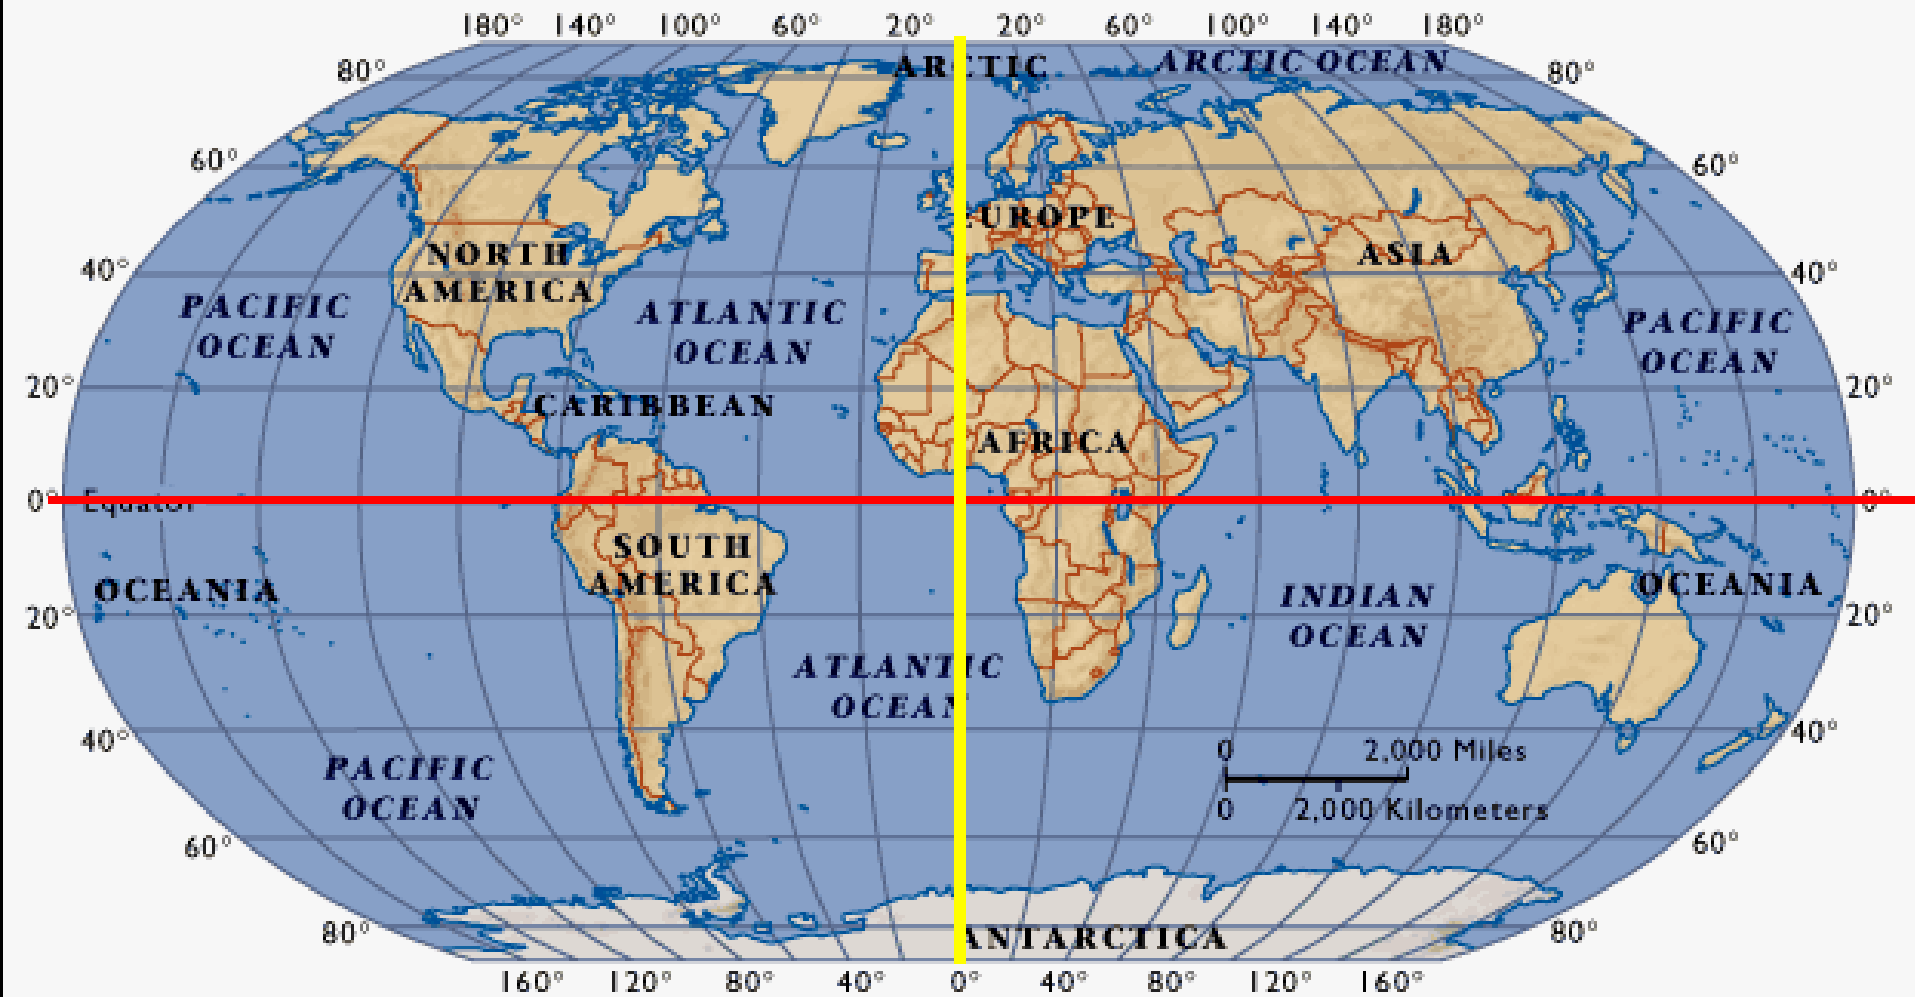 180° 140° 100° 60° 20° 20° 60° 100° 140° 180°
ARCTIC
ARCTIC OCEAN
80° 80°
60° 60°
EUROPE
NORTH
AMERICA
ASIA
40° 40°
PACIFIC
OCEAN
ATLANTIC
OCEAN
PACIFIC
OCEAN
20° 20°
CARIBBEAN
AFRICA
0° Equator 0°
SOUTH
AMERICA
OCEANIA
INDIAN
OCEAN
OCEANIA
20° 20°
ATLANTIC
OCEAN
40° 40°
0 2,000 Miles
0 2,000 Kilometers
PACIFIC
OCEAN
60° 60°
80° 80°
ANTARCTICA
160° 120° 80° 40° 0° 40° 80° 120° 160°